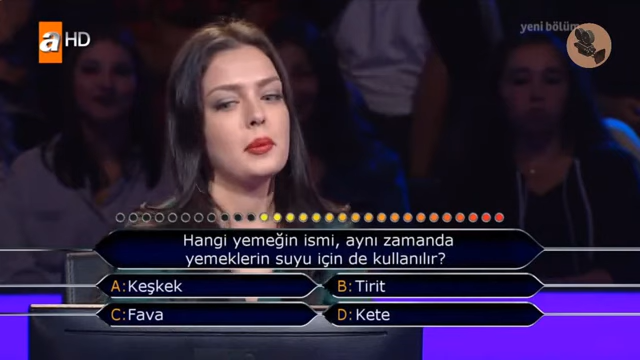 a HD
yeni bölüm
Hangi yemeğin ismi, aynı zamanda
yemeklerin suyu için de kullanılır?
A: Keşkek
B: Tirit
C: Fava
D: Kete